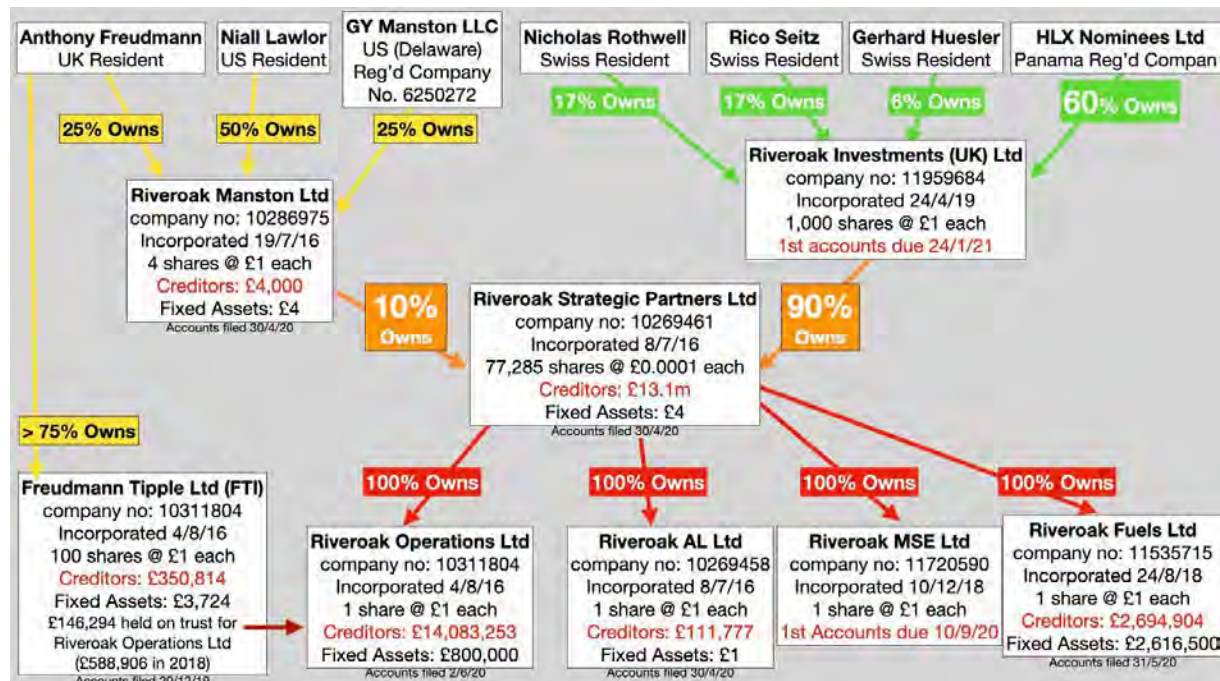 Anthony Freudmann
UK Resident
Niall Lawlor
US Resident
GY Manston LLC
US (Delaware)
Reg'd Company
No. 6250272
Nicholas Rothwell
Swiss Resident
Rico Seitz
Swiss Resident
Gerhard Huesler
Swiss Resident
HLX Nominees Ltd
Panama Reg'd Compan
25% Owns
50% Owns
25% Owns
17% Owns
17% Owns
6% Owns
60% Owns
Riveroak Manston Ltd
company no: 10286975
Incorporated 19/7/16
4 shares @ £1 each
Creditors: £4,000
Fixed Assets: £4
Accounts filed 30/4/20
Riveroak Investments (UK) Ltd
company no: 11959684
Incorporated 24/4/19
1,000 shares @ £1 each
1st accounts due 24/1/21
10%
Owns
90%
Owns
Riveroak Strategic Partners Ltd
company no: 10269461
Incorporated 8/7/16
77,285 shares @ £0.0001 each
Creditors: £13.1m
Fixed Assets: £4
Accounts filed 30/4/20
> 75% Owns
100% Owns
100% Owns
100% Owns
100% Owns
Freudmann Tipple Ltd (FTI)
company no: 10311804
Incorporated 4/8/16
100 shares @ £1 each
Creditors: £350,814
Fixed Assets: £3,724
£146,294 held on trust for
Riveroak Operations Ltd
(£588,906 in 2018)
Accounts filed 20/12/19
Riveroak Operations Ltd
company no: 10311804
Incorporated 4/8/16
1 share @ £1 each
Creditors: £14,083,253
Fixed Assets: £800,000
Accounts filed 2/6/20
Riveroak AL Ltd
company no: 10269458
Incorporated 8/7/16
1 share @ £1 each
Creditors: £111,777
Fixed Assets: £1
Accounts filed 30/4/20
Riveroak MSE Ltd
company no: 11720590
Incorporated 10/12/18
1 share @ £1 each
1st Accounts due 10/9/20
Riveroak Fuels Ltd
company no: 11535715
Incorporated 24/8/18
1 share @ £1 each
Creditors: £2,694,904
Fixed Assets: £2,616,500
Accounts filed 31/5/20